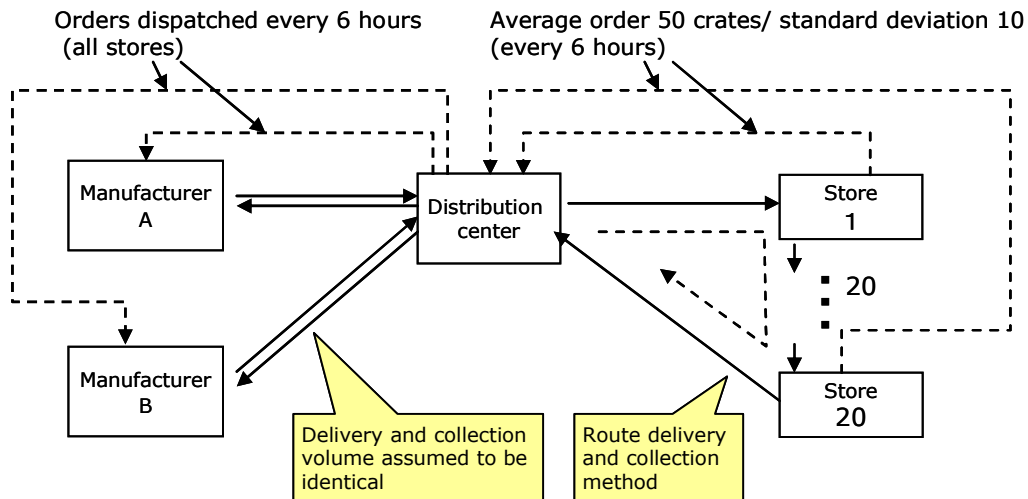 Orders dispatched every 6 hours
(all stores)
Average order 50 crates/ standard deviation 10
(every 6 hours)
Manufacturer
A
Distribution
center
Store
1
20
Manufacturer
B
Store
20
Delivery and collection
volume assumed to be
identical
Route delivery
and collection
method